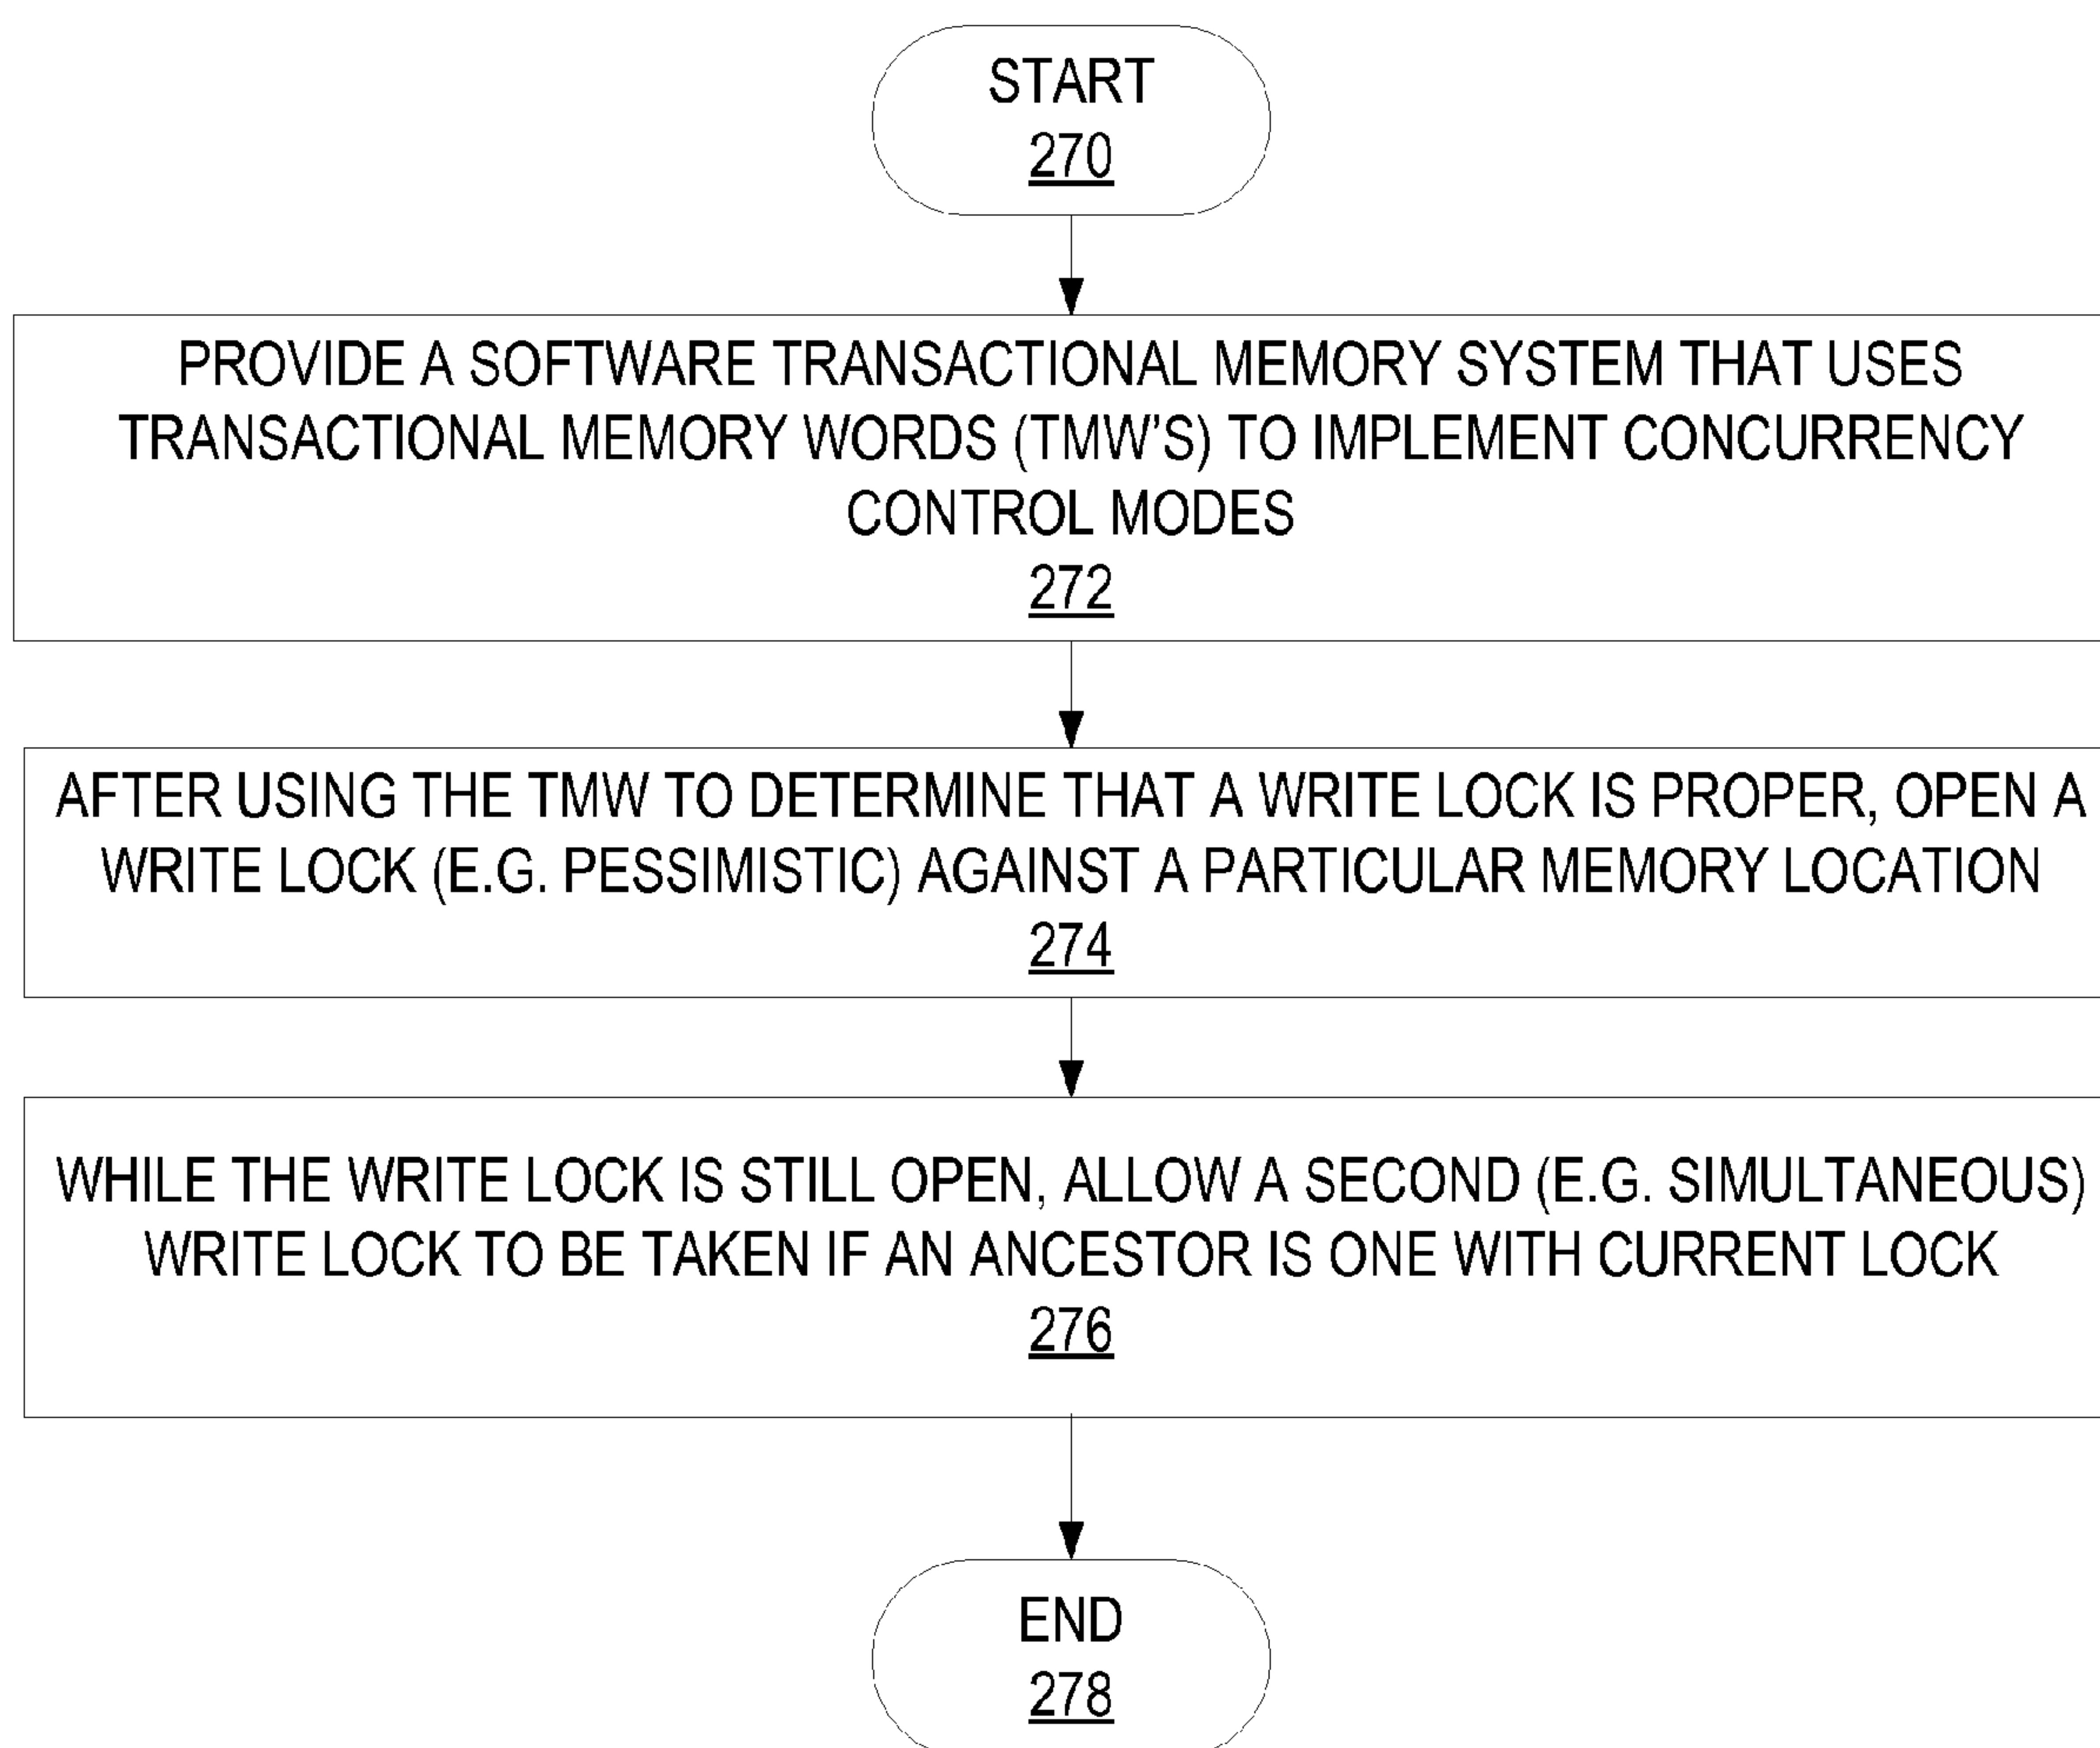 START
270
PROVIDE A SOFTWARE TRANSACTIONAL MEMORY SYSTEM THAT USES
TRANSACTIONAL MEMORY WORDS (TMW'S) TO IMPLEMENT CONCURRENCY
CONTROL MODES
272
AFTER USING THE TMW TO DETERMINE THAT A WRITE LOCK IS PROPER, OPEN A
WRITE LOCK (E.G. PESSIMISTIC) AGAINST A PARTICULAR MEMORY LOCATION
274
WHILE THE WRITE LOCK IS STILL OPEN, ALLOW A SECOND (E.G. SIMULTANEOUS)
WRITE LOCK TO BE TAKEN IF AN ANCESTOR IS ONE WITH CURRENT LOCK
276
END
278